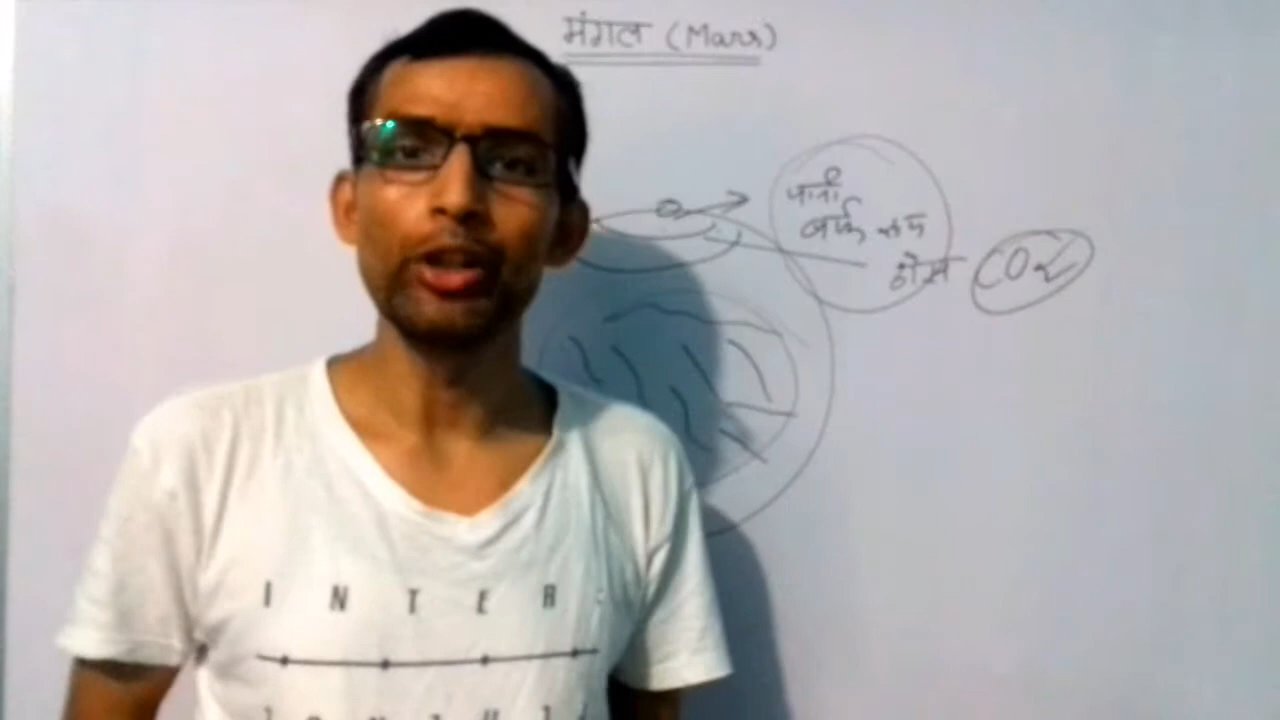 मंगल (Mars)
पानी
बर्फ रूप
ठोस CO2
INTER